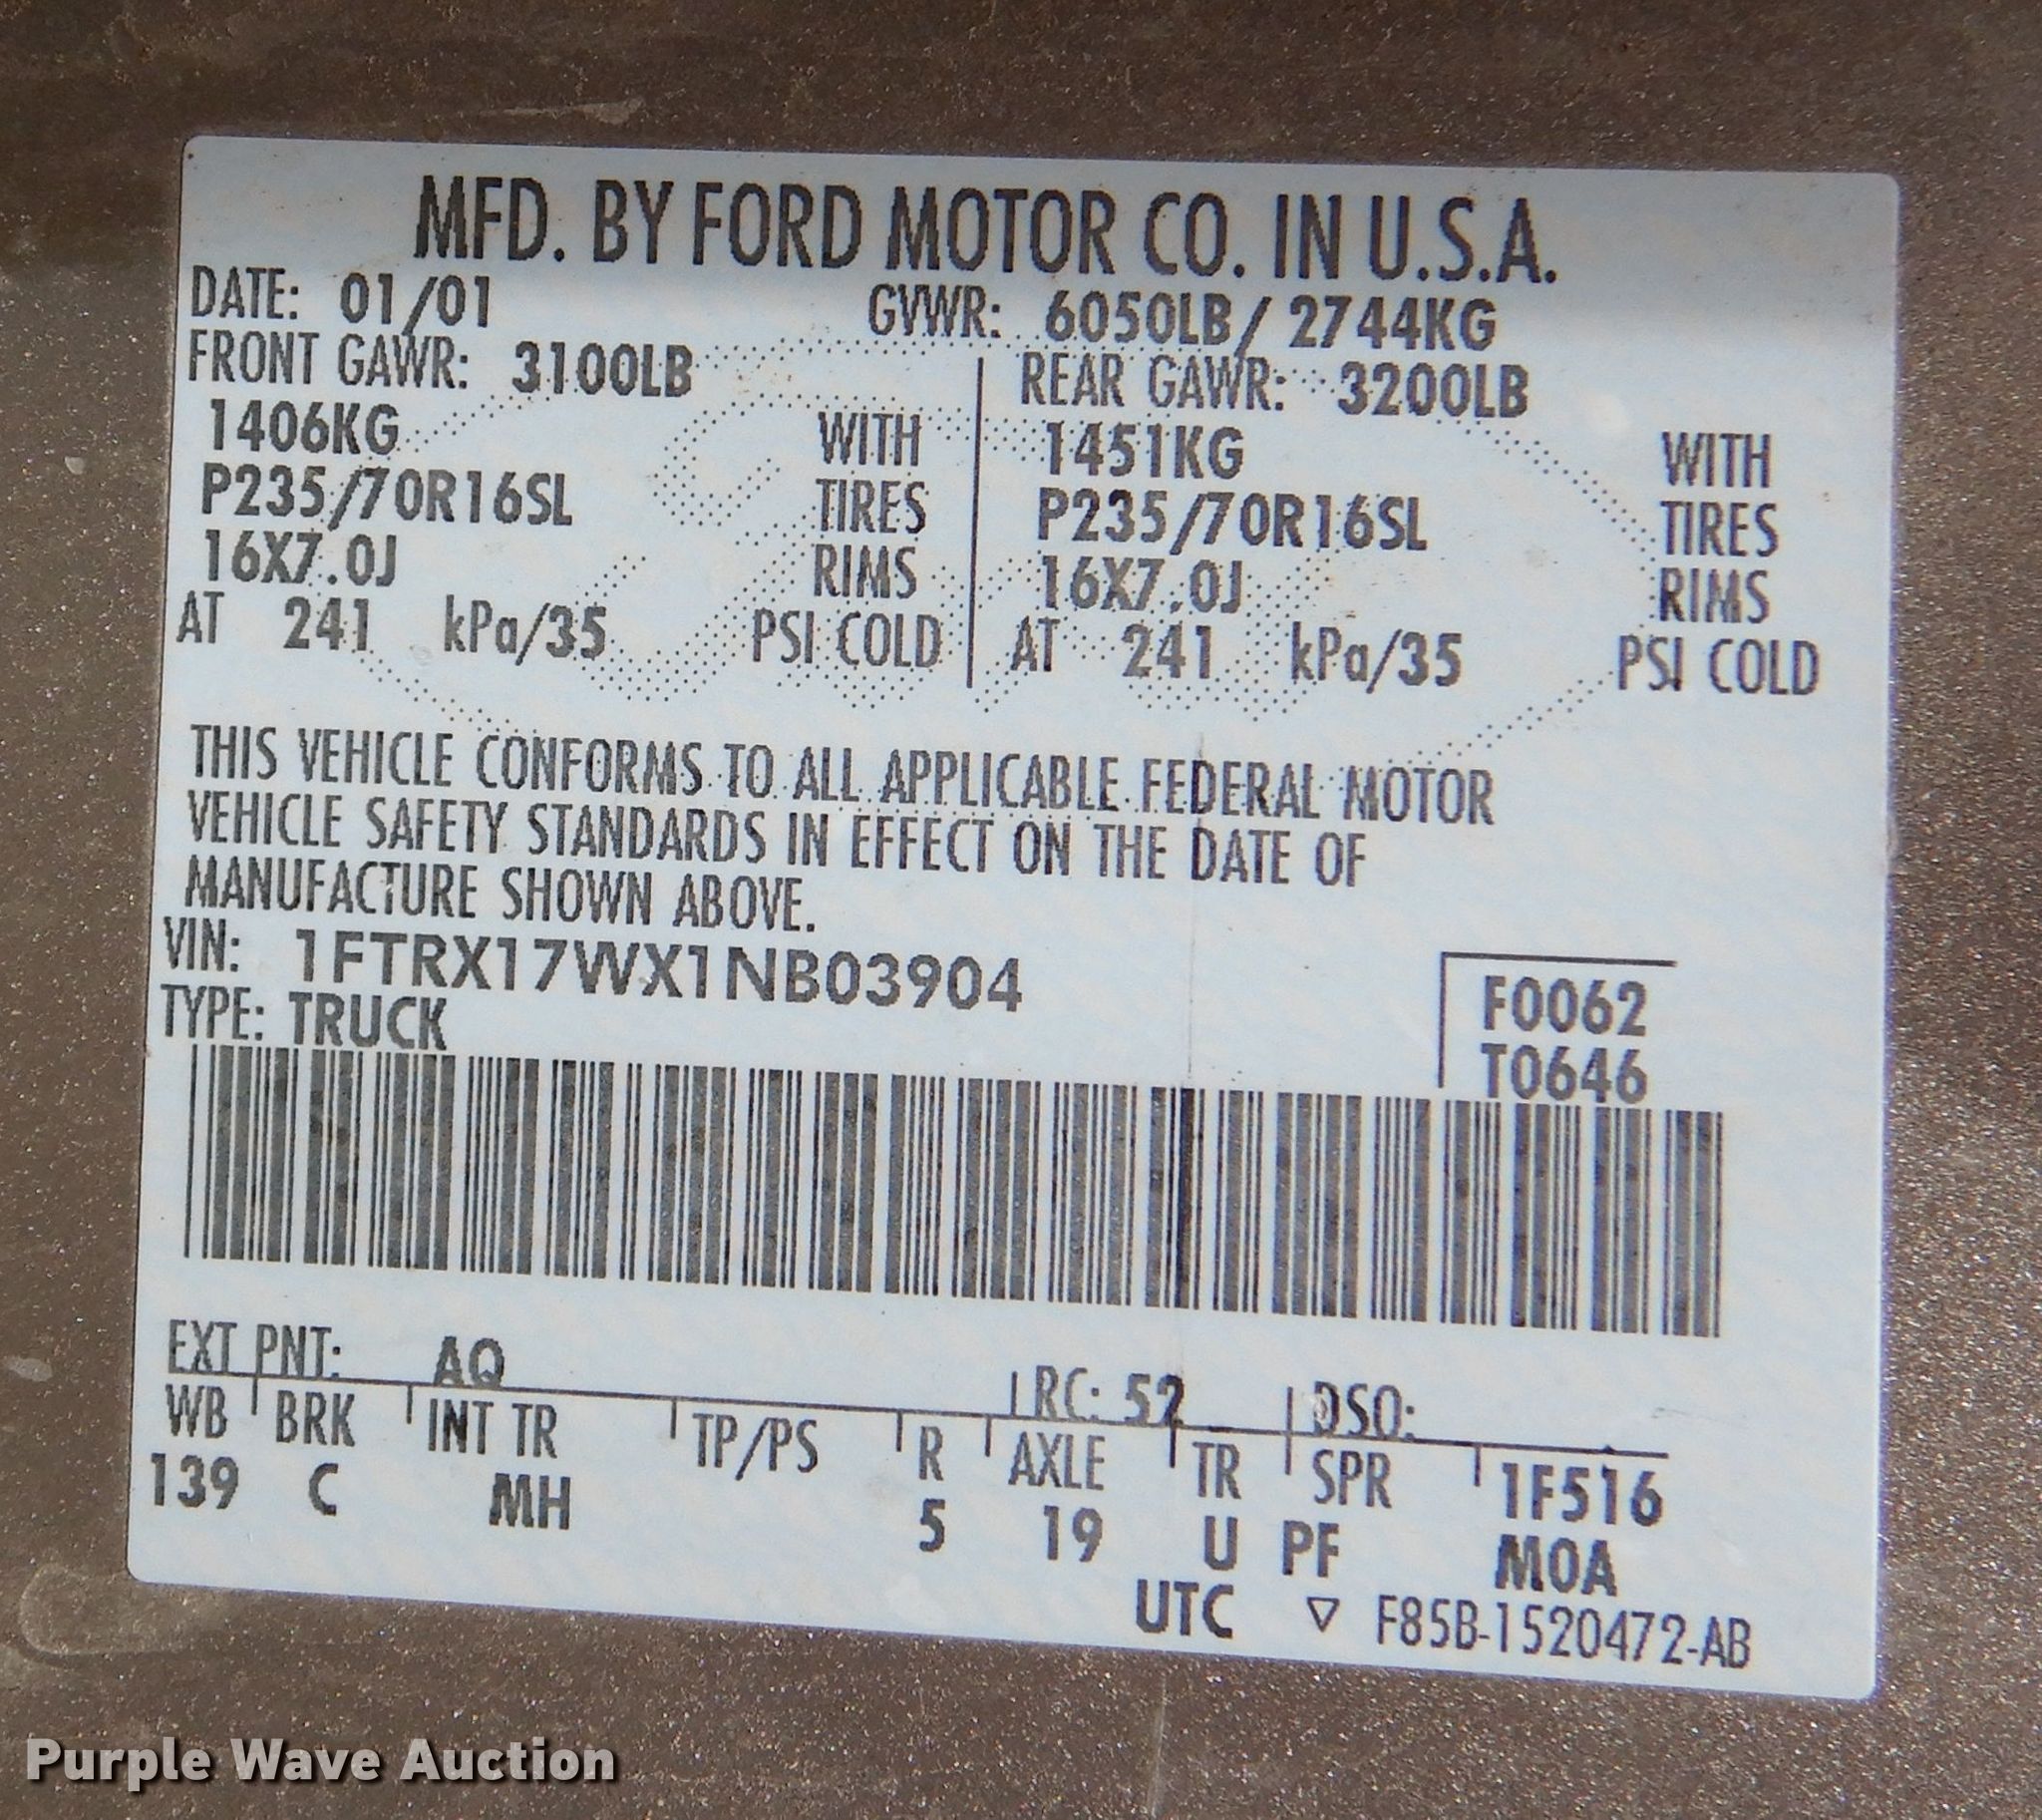 MFD. BY FORD MOTOR CO. IN U.S.A.
DATE: 01/01 GVWR: 6050LB/ 2744KG
FRONT GAWR: 3100LB REAR GAWR: 3200LB
1406KG WITH 1451KG WITH
P235/70R16SL TIRES P235/70R16SL TIRES
16X7.0J RIMS 16X7.0J RIMS
AT 241 kPa/35 PSI COLD AT 241 kPa/35 PSI COLD
THIS VEHICLE CONFORMS TO ALL APPLICABLE FEDERAL MOTOR
VEHICLE SAFETY STANDARDS IN EFFECT ON THE DATE OF
MANUFACTURE SHOWN ABOVE.
VIN: 1FTRX17WX1NB03904 F0062
TYPE: TRUCK T0646
EXT PNT: AQ RC: 52 DSO:
WB BRK INT TR TP/PS R AXLE TR SPR 1F516
139 C MH 5 19 U PF MOA
UTC ▽ F85B-1520472-AB
Purple Wave Auction